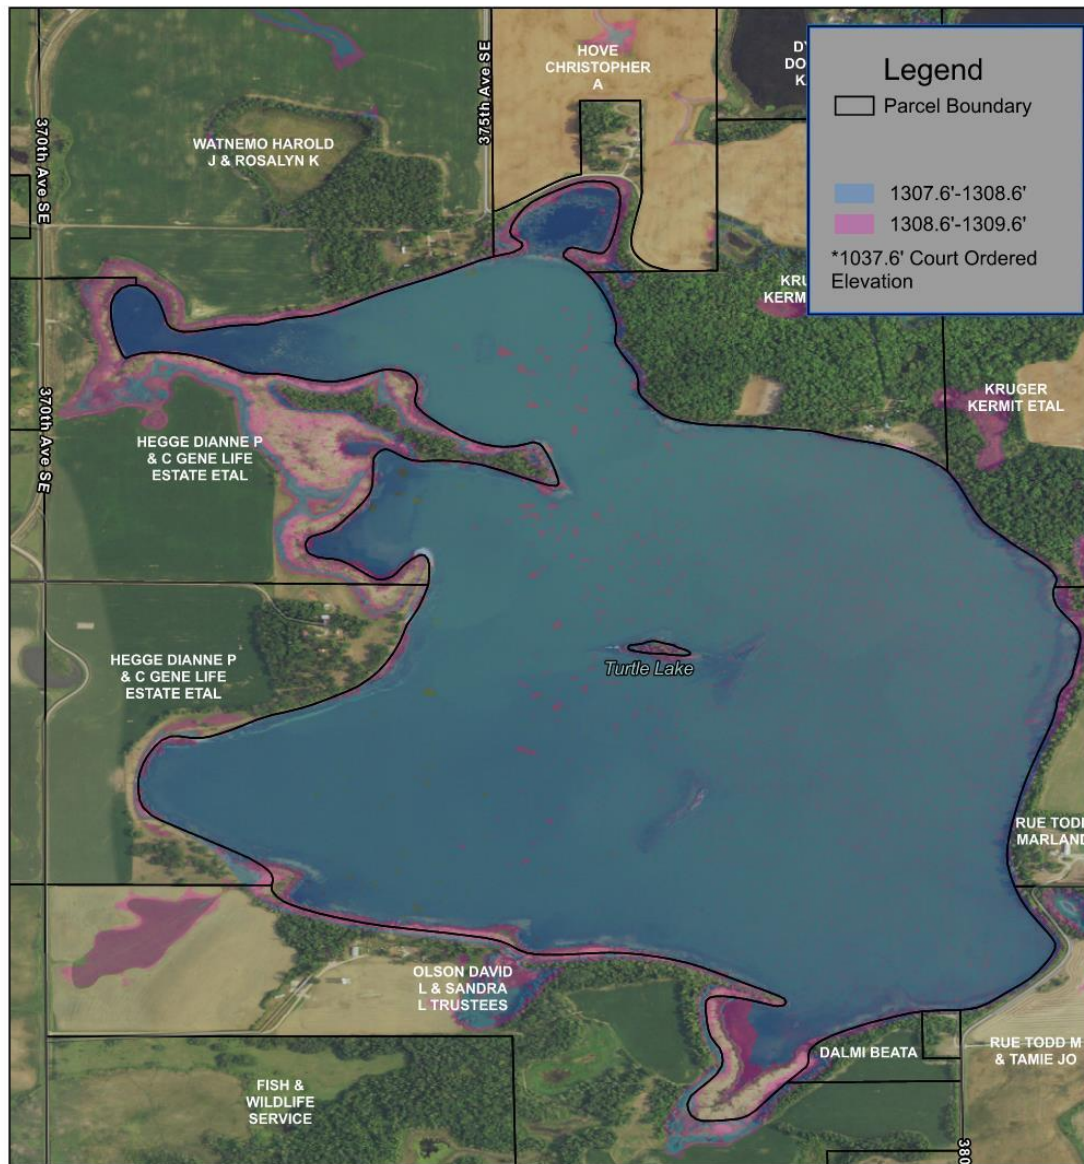 370th Ave SE
375th Ave SE
HOVE
CHRISTOPHER
A
WATNEMO HAROLD
J & ROSALYN K
Legend
Parcel Boundary
1307.6'-1308.6'
1308.6'-1309.6'
*1037.6' Court Ordered
Elevation
KRUGER
KERMIT ETAL
370th Ave SE
HEGGE DIANNE P
& C GENE LIFE
ESTATE ETAL
HEGGE DIANNE P
& C GENE LIFE
ESTATE ETAL
Turtle Lake
RUE TODD
MARLAND
OLSON DAVID
L & SANDRA
L TRUSTEES
DALMI BEATA
RUE TODD M
& TAMIE JO
FISH &
WILDLIFE
SERVICE